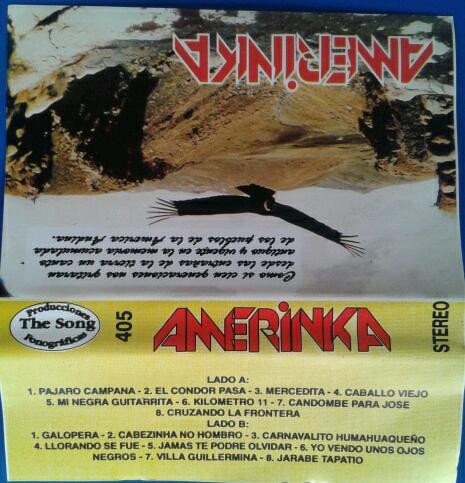 AMERINKA
Como si cien generaciones nos gritaran
desde las entrañas de la tierra un canto
antiguo y vigente en la memoria acumulada
de los pueblos de la America Andina.
Producciones
The Song
Fonográficas
405
AMERINKA
STEREO
LADO A:
1. PAJARO CAMPANA - 2. EL CONDOR PASA - 3. MERCEDITA - 4. CABALLO VIEJO
5. MI NEGRA GUITARRITA - 6. KILOMETRO 11 - 7. CANDOMBE PARA JOSE
8. CRUZANDO LA FRONTERA
LADO B:
1. GALOPERA - 2. CABEZINHA NO HOMBRO - 3. CARNAVALITO HUMAHUAQUEÑO
4. LLORANDO SE FUE - 5. JAMAS TE PODRE OLVIDAR - 6. YO VENDO UNOS OJOS
NEGROS - 7. VILLA GUILLERMINA - 8. JARABE TAPATIO